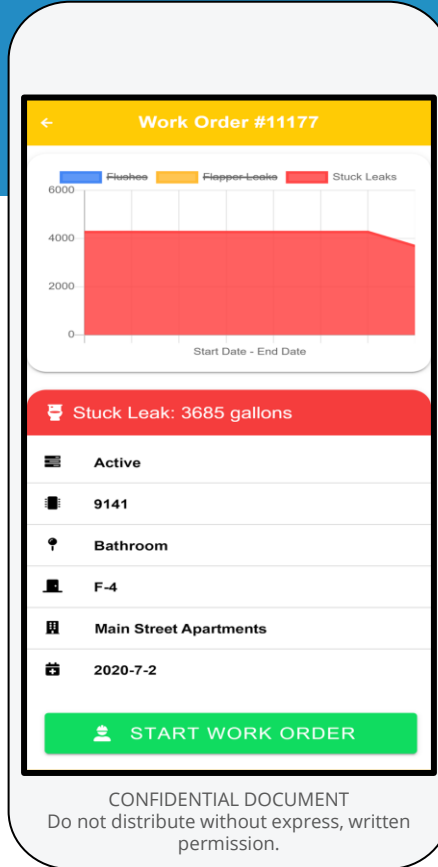 Work Order #11177
Flushes Flapper Leaks Stuck Leaks
6000
4000
2000
0
Start Date - End Date
Stuck Leak: 3685 gallons
Active
9141
Bathroom
F-4
Main Street Apartments
2020-7-2
START WORK ORDER
CONFIDENTIAL DOCUMENT
Do not distribute without express, written
permission.